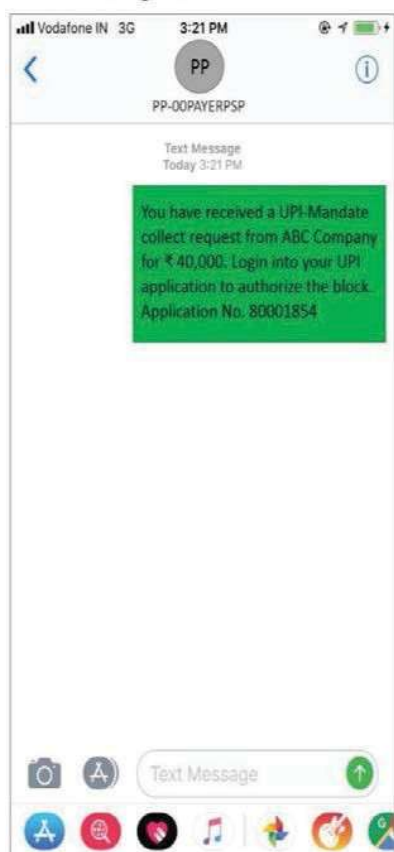 Vodafone IN 3G 3:21 PM
PP
PP-00PAYERPSP
Text Message
Today 3:21 PM
You have received a UPI-Mandate
collect request from ABC Company
for ₹ 40,000. Login into your UPI
application to authorize the block.
Application No. 80001854
Text Message